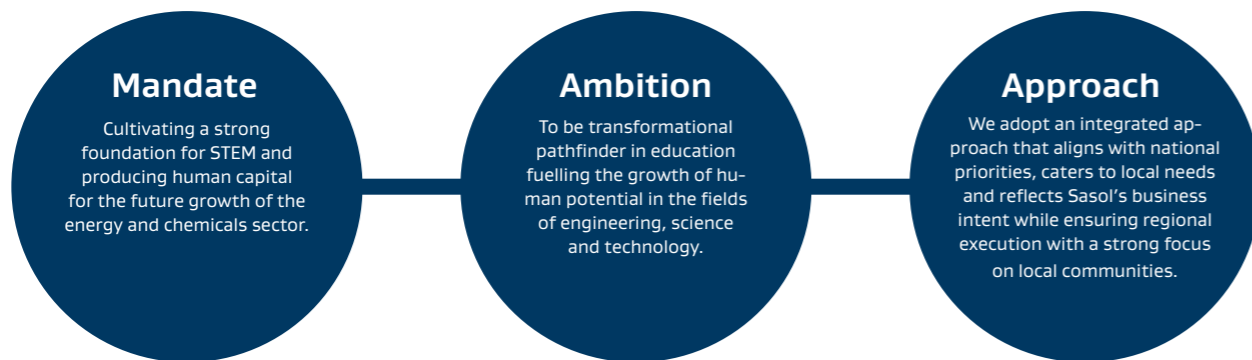 Mandate
Cultivating a strong
foundation for STEM and
producing human capital
for the future growth of the
energy and chemicals sector.
Ambition
To be transformational
pathfinder in education
fuelling the growth of hu-
man potential in the fields
of engineering, science
and technology.
Approach
We adopt an integrated ap-
proach that aligns with national
priorities, caters to local needs
and reflects Sasol's business
intent while ensuring regional
execution with a strong focus
on local communities.